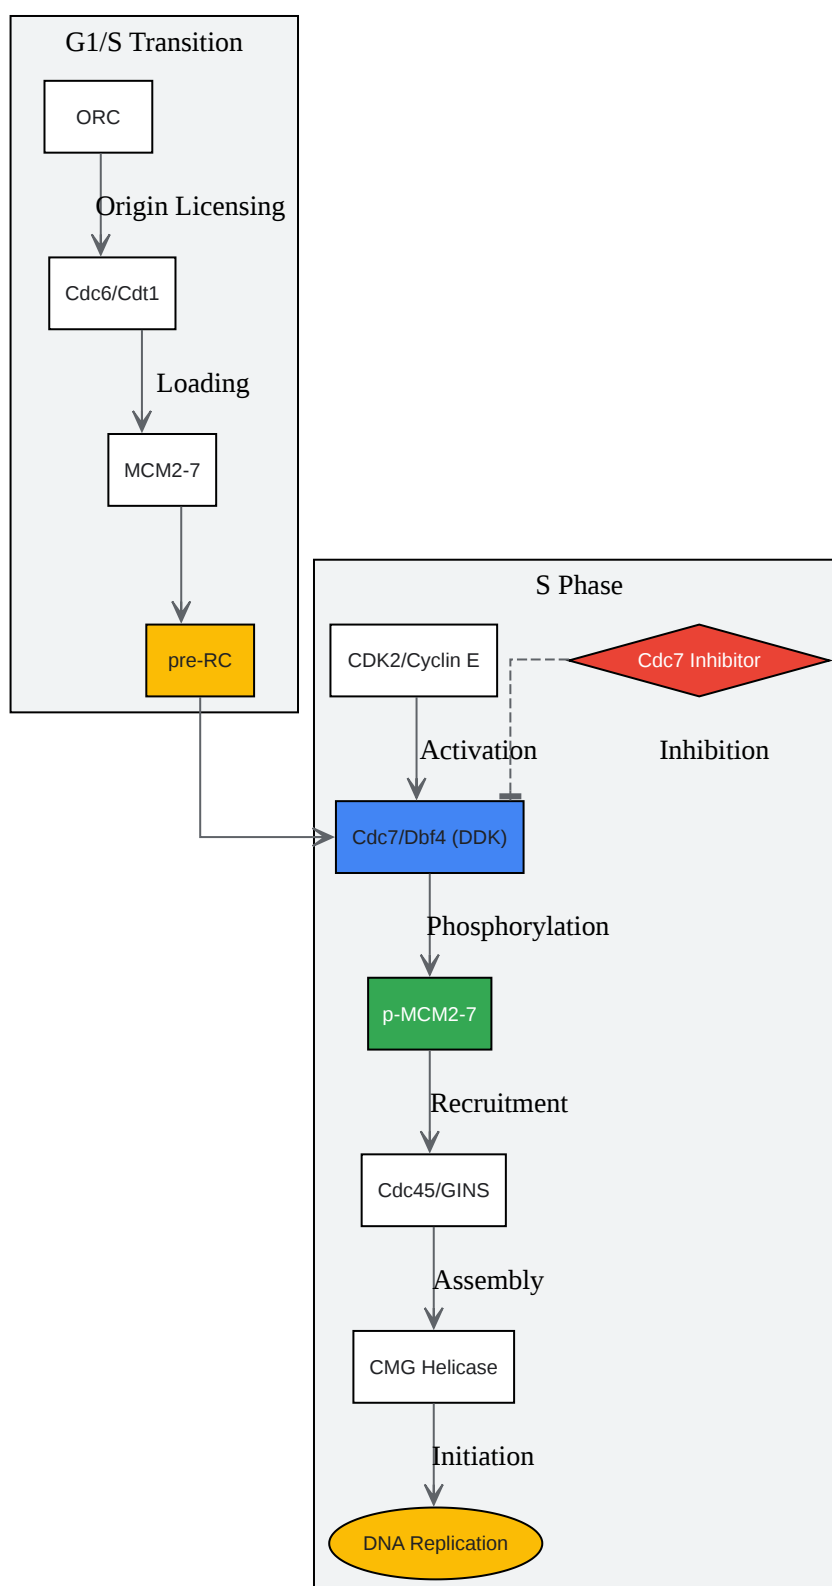 G1/S Transition
ORC
Origin Licensing
Cdc6/Cdt1
Loading
MCM2-7
pre-RC
S Phase
CDK2/Cyclin E
Cdc7 Inhibitor
Activation
Inhibition
Cdc7/Dbf4 (DDK)
Phosphorylation
p-MCM2-7
Recruitment
Cdc45/GINS
Assembly
CMG Helicase
Initiation
DNA Replication